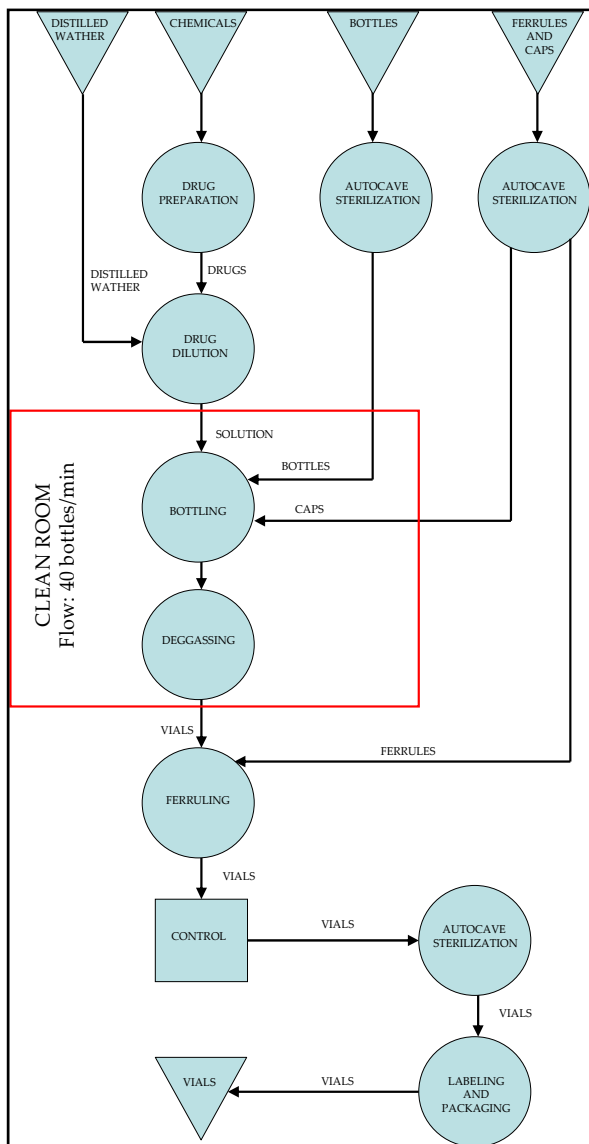 DISTILLED
WATHER
CHEMICALS
BOTTLES
FERRULES
AND
CAPS
DRUG
PREPARATION
AUTOCAVE
STERILIZATION
AUTOCAVE
STERILIZATION
DISTILLED
WATHER
DRUGS
DRUG
DILUTION
SOLUTION
BOTTLES
BOTTLING
CAPS
CLEAN ROOM
Flow: 40 bottles/min
DEGGASSING
VIALS
FERRULES
FERRULING
VIALS
CONTROL
VIALS
AUTOCAVE
STERILIZATION
VIALS
VIALS
VIALS
LABELING
AND
PACKAGING